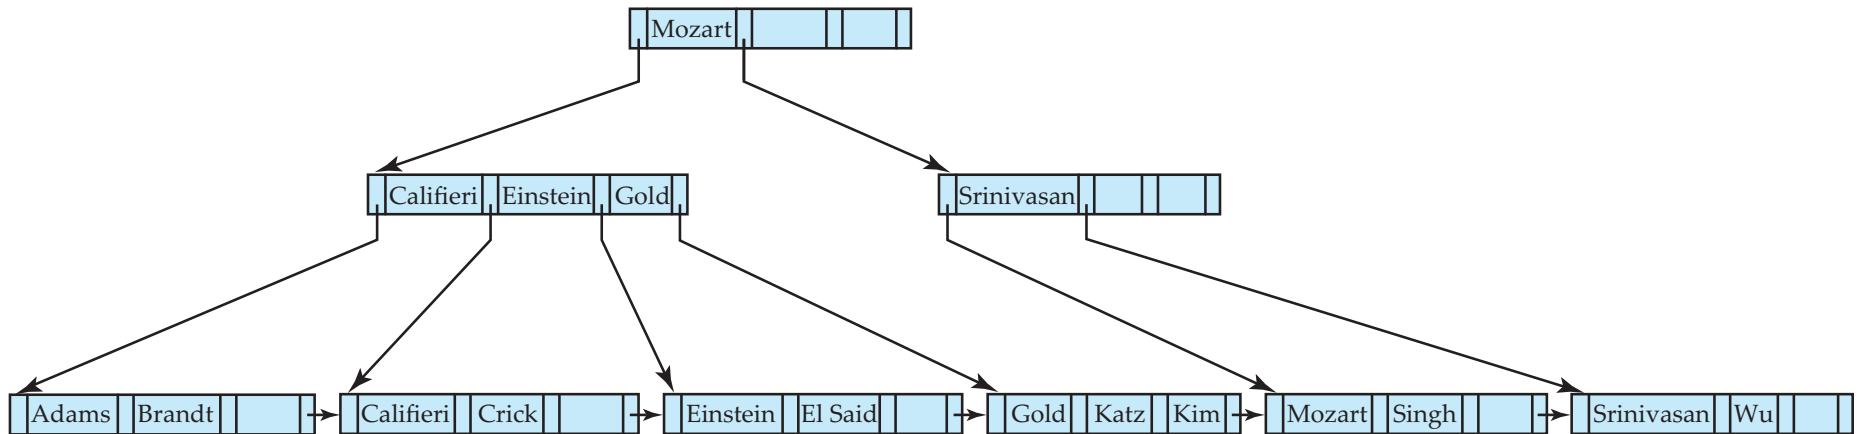 Mozart
Califieri Einstein Gold Srinivasan
Adams Brandt Califieri Crick Einstein El Said Gold Katz Kim Mozart Singh Srinivasan Wu